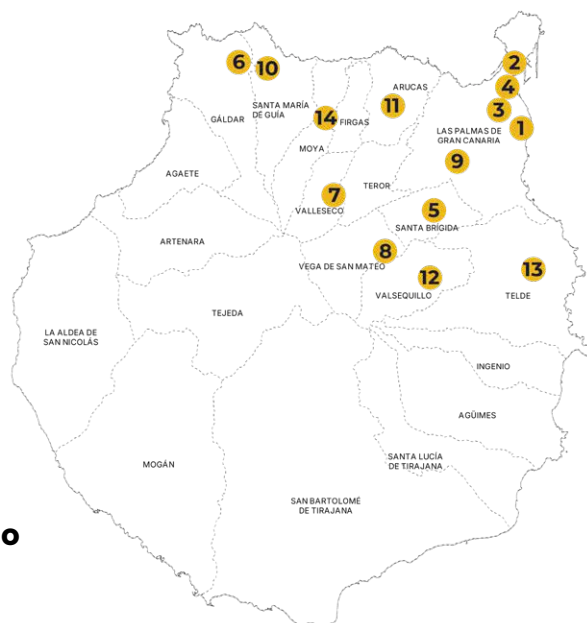 2
6
10
4
ARUCAS
3
11
SANTA MARÍA
DE GUÍA
14
FIRGAS
1
GÁLDAR
LAS PALMAS DE
GRAN CANARIA
MOYA
9
AGAETE
TEROR
7
VALLESECO
5
SANTA BRÍGIDA
ARTENARA
8
VEGA DE SAN MATEO
12
13
VALSEQUILLO
TELDE
TEJEDA
LA ALDEA DE
SAN NICOLÁS
INGENIO
AGÜIMES
MOGÁN
SANTA LUCÍA
DE TIRAJANA
SAN BARTOLOMÉ
DE TIRAJANA
o